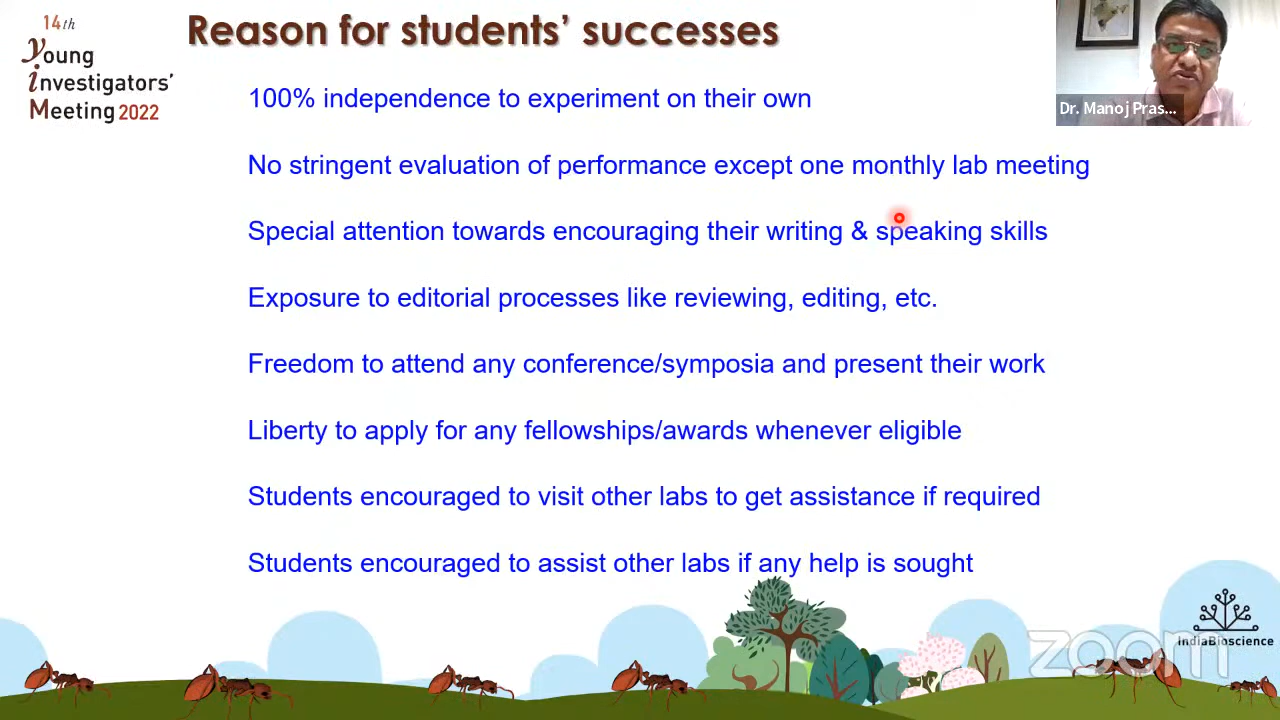 14th
Young
investigators'
Meeting 2022
Reason for students' successes
Dr. Manoj Pras...
100% independence to experiment on their own
No stringent evaluation of performance except one monthly lab meeting
Special attention towards encouraging their writing & speaking skills
Exposure to editorial processes like reviewing, editing, etc.
Freedom to attend any conference/symposia and present their work
Liberty to apply for any fellowships/awards whenever eligible
Students encouraged to visit other labs to get assistance if required
Students encouraged to assist other labs if any help is sought
zoom
IndiaBioscience